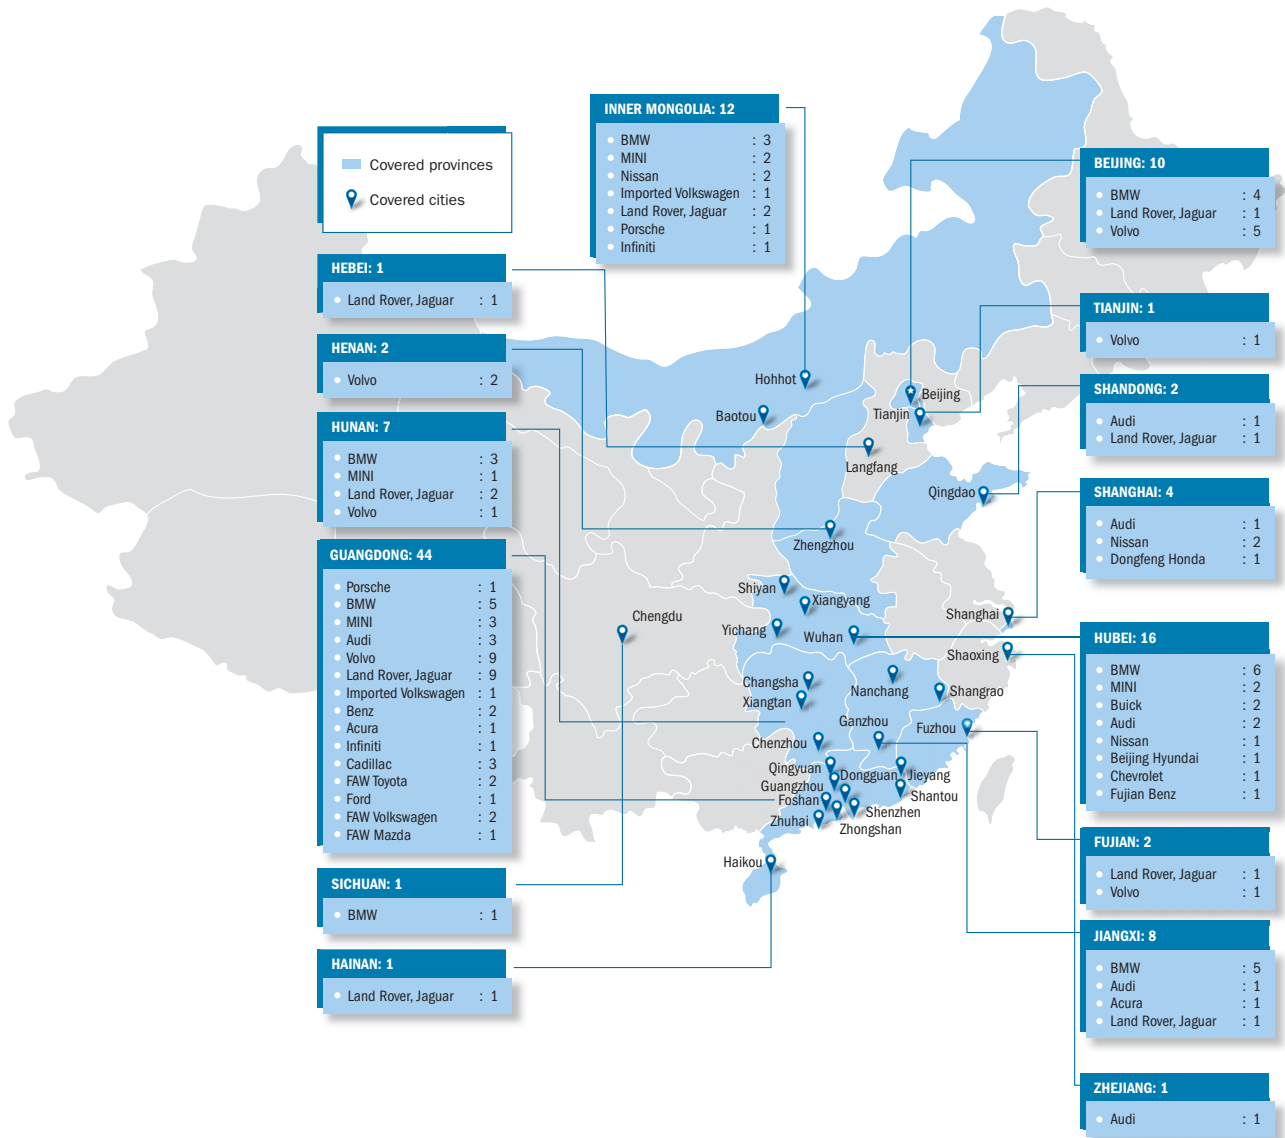 Covered provinces
Covered cities
INNER MONGOLIA: 12
BMW : 3
MINI : 2
Nissan : 2
Imported Volkswagen : 1
Land Rover, Jaguar : 2
Porsche : 1
Infiniti : 1
HEBEI: 1
Land Rover, Jaguar : 1
HENAN: 2
Volvo : 2
HUNAN: 7
BMW : 3
MINI : 1
Land Rover, Jaguar : 2
Volvo : 1
GUANGDONG: 44
Porsche : 1
BMW : 5
MINI : 3
Audi : 3
Volvo : 9
Land Rover, Jaguar : 9
Imported Volkswagen : 1
Benz : 2
Acura : 1
Infiniti : 1
Cadillac : 3
FAW Toyota : 2
Ford : 1
FAW Volkswagen : 2
FAW Mazda : 1
SICHUAN: 1
BMW : 1
HAINAN: 1
Land Rover, Jaguar : 1
Hohhot
Baotou
Beijing
Tianjin
Langfang
Qingdao
Zhengzhou
Shiyan
Xiangyang
Chengdu
Yichang
Wuhan
Shanghai
Shaoxing
Changsha
Nanchang
Shangrao
Xiangtan
Ganzhou
Fuzhou
Chenzhou
Qingyuan
Dongguan
Jieyang
Guangzhou
Shantou
Foshan
Shenzhen
Zhuhai
Zhongshan
Haikou
BEIJING: 10
BMW : 4
Land Rover, Jaguar : 1
Volvo : 5
TIANJIN: 1
Volvo : 1
SHANDONG: 2
Audi : 1
Land Rover, Jaguar : 1
SHANGHAI: 4
Audi : 1
Nissan : 2
Dongfeng Honda : 1
HUBEI: 16
BMW : 6
MINI : 2
Buick : 2
Audi : 2
Nissan : 1
Beijing Hyundai : 1
Chevrolet : 1
Fujian Benz : 1
FUJIAN: 2
Land Rover, Jaguar : 1
Volvo : 1
JIANGXI: 8
BMW : 5
Audi : 1
Acura : 1
Land Rover, Jaguar : 1
ZHEJIANG: 1
Audi : 1